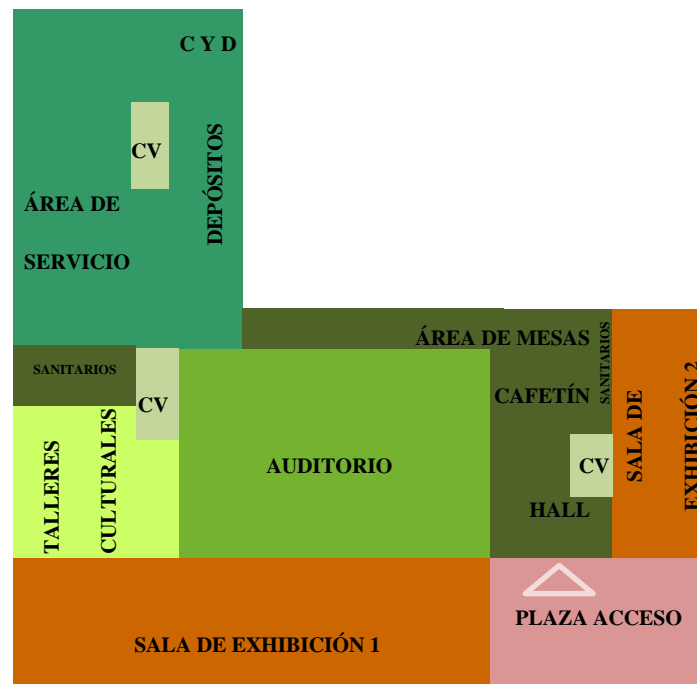 C Y D
CV
DEPÓSITOS
ÁREA DE
SERVICIO
ÁREA DE MESAS
SANITARIOS
SANITARIOS
CAFETÍN
CV
SALA DE
EXHIBICIÓN 2
TALLERES
CULTURALES
AUDITORIO
CV
HALL
PLAZA ACCESO
SALA DE EXHIBICIÓN 1